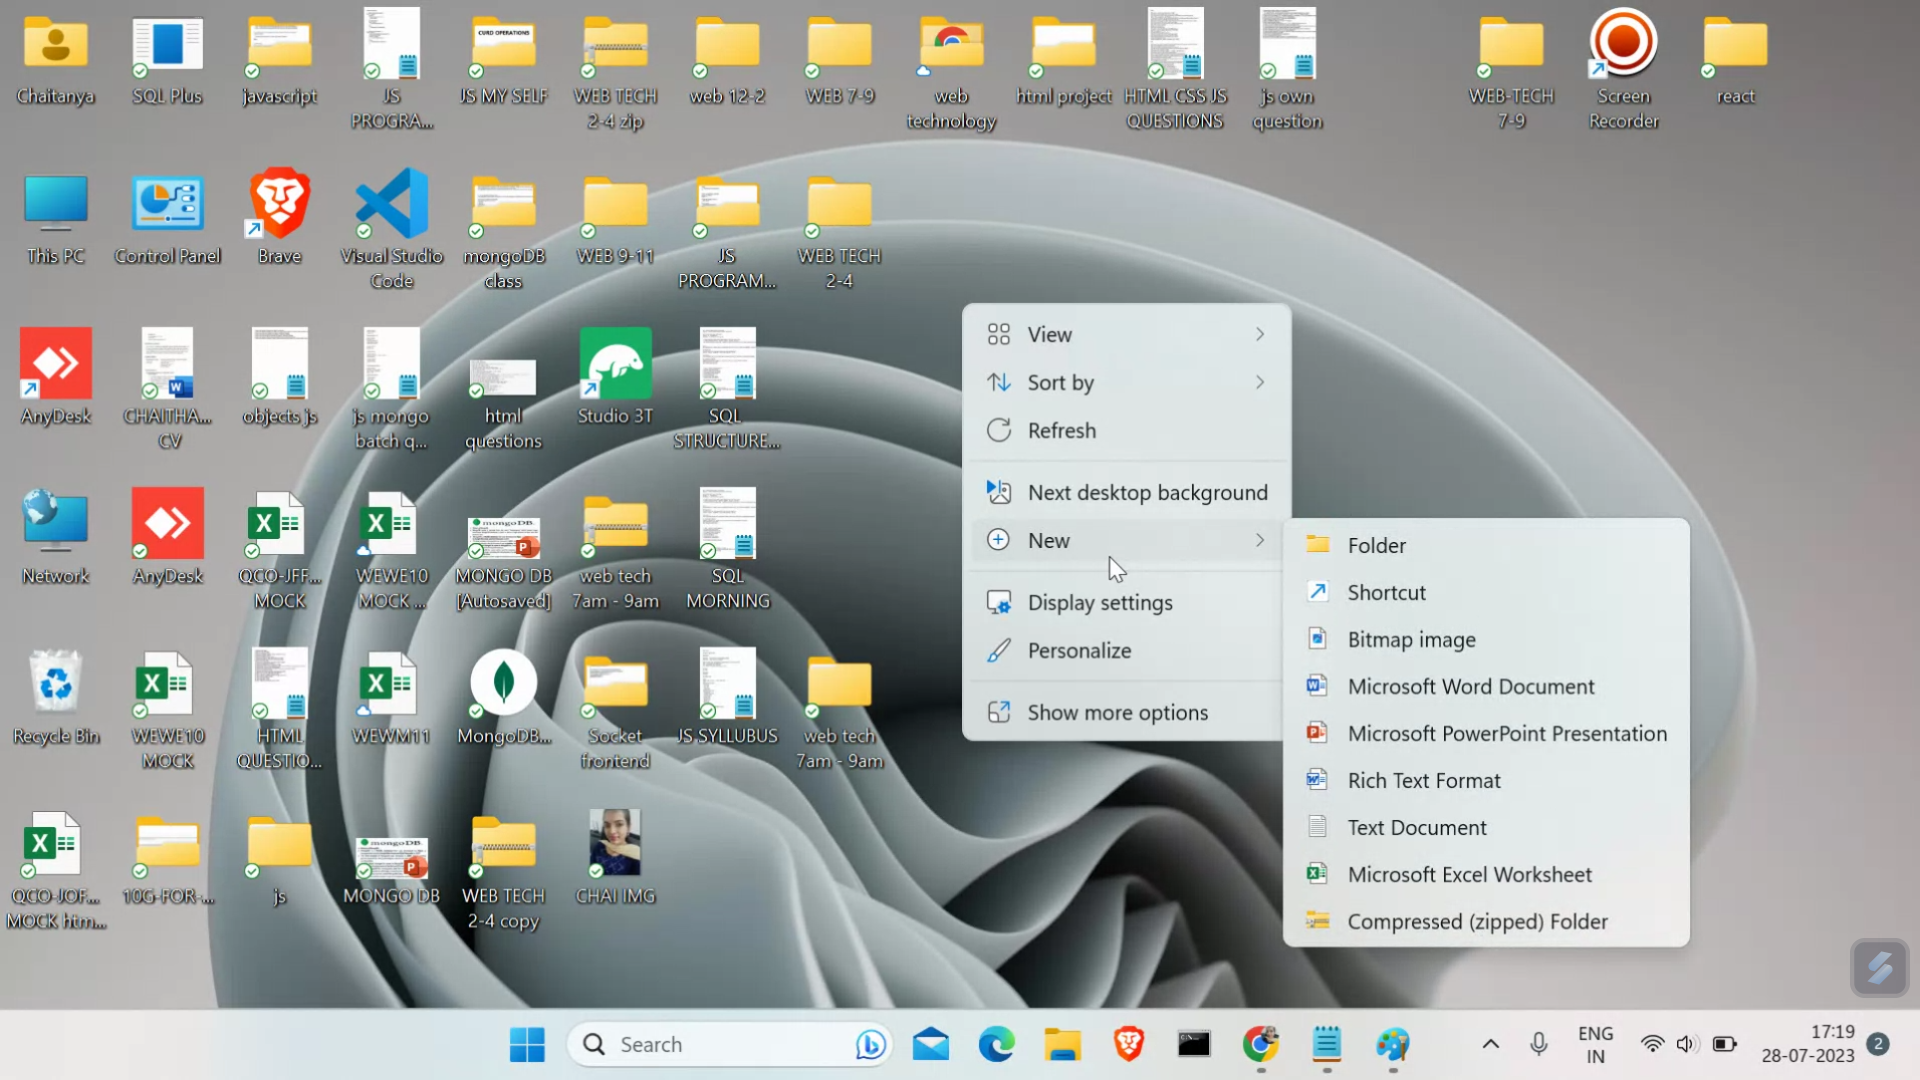 Chaitanya
SQL Plus
javascript
JS
PROGRA...
JS MY SELF
WEB TECH
2-4 zip
web 12-2
WEB 7-9
web
technology
html project
HTML CSS JS
QUESTIONS
js own
question
WEB-TECH
7-9
Screen
Recorder
react
CURD OPERATIONS
This PC
Control Panel
Brave
Visual Studio
Code
mongoDB
class
WEB 9-11
JS
PROGRAM...
WEB TECH
2-4
AnyDesk
CHAITHA...
CV
objects js
js mongo
batch q...
html
questions
Studio 3T
SQL
STRUCTURE...
Network
AnyDesk
QCO-JFF...
MOCK
WEWE10
MOCK ...
MONGO DB
[Autosaved]
web tech
7am - 9am
SQL
MORNING
Recycle Bin
WEWE10
MOCK
HTML
QUESTIO...
WEWM11
MongoDB...
Socket
frontend
JS SYLLUBUS
web tech
7am - 9am
QCO-JOF...
MOCK htm...
10G-FOR-...
js
MONGO DB
WEB TECH
2-4 copy
CHAI IMG
View
Sort by
Refresh
Next desktop background
New
Display settings
Personalize
Show more options
Folder
Shortcut
Bitmap image
Microsoft Word Document
Microsoft PowerPoint Presentation
Rich Text Format
Text Document
Microsoft Excel Worksheet
Compressed (zipped) Folder
Search
ENG
IN
17:19
28-07-2023
2